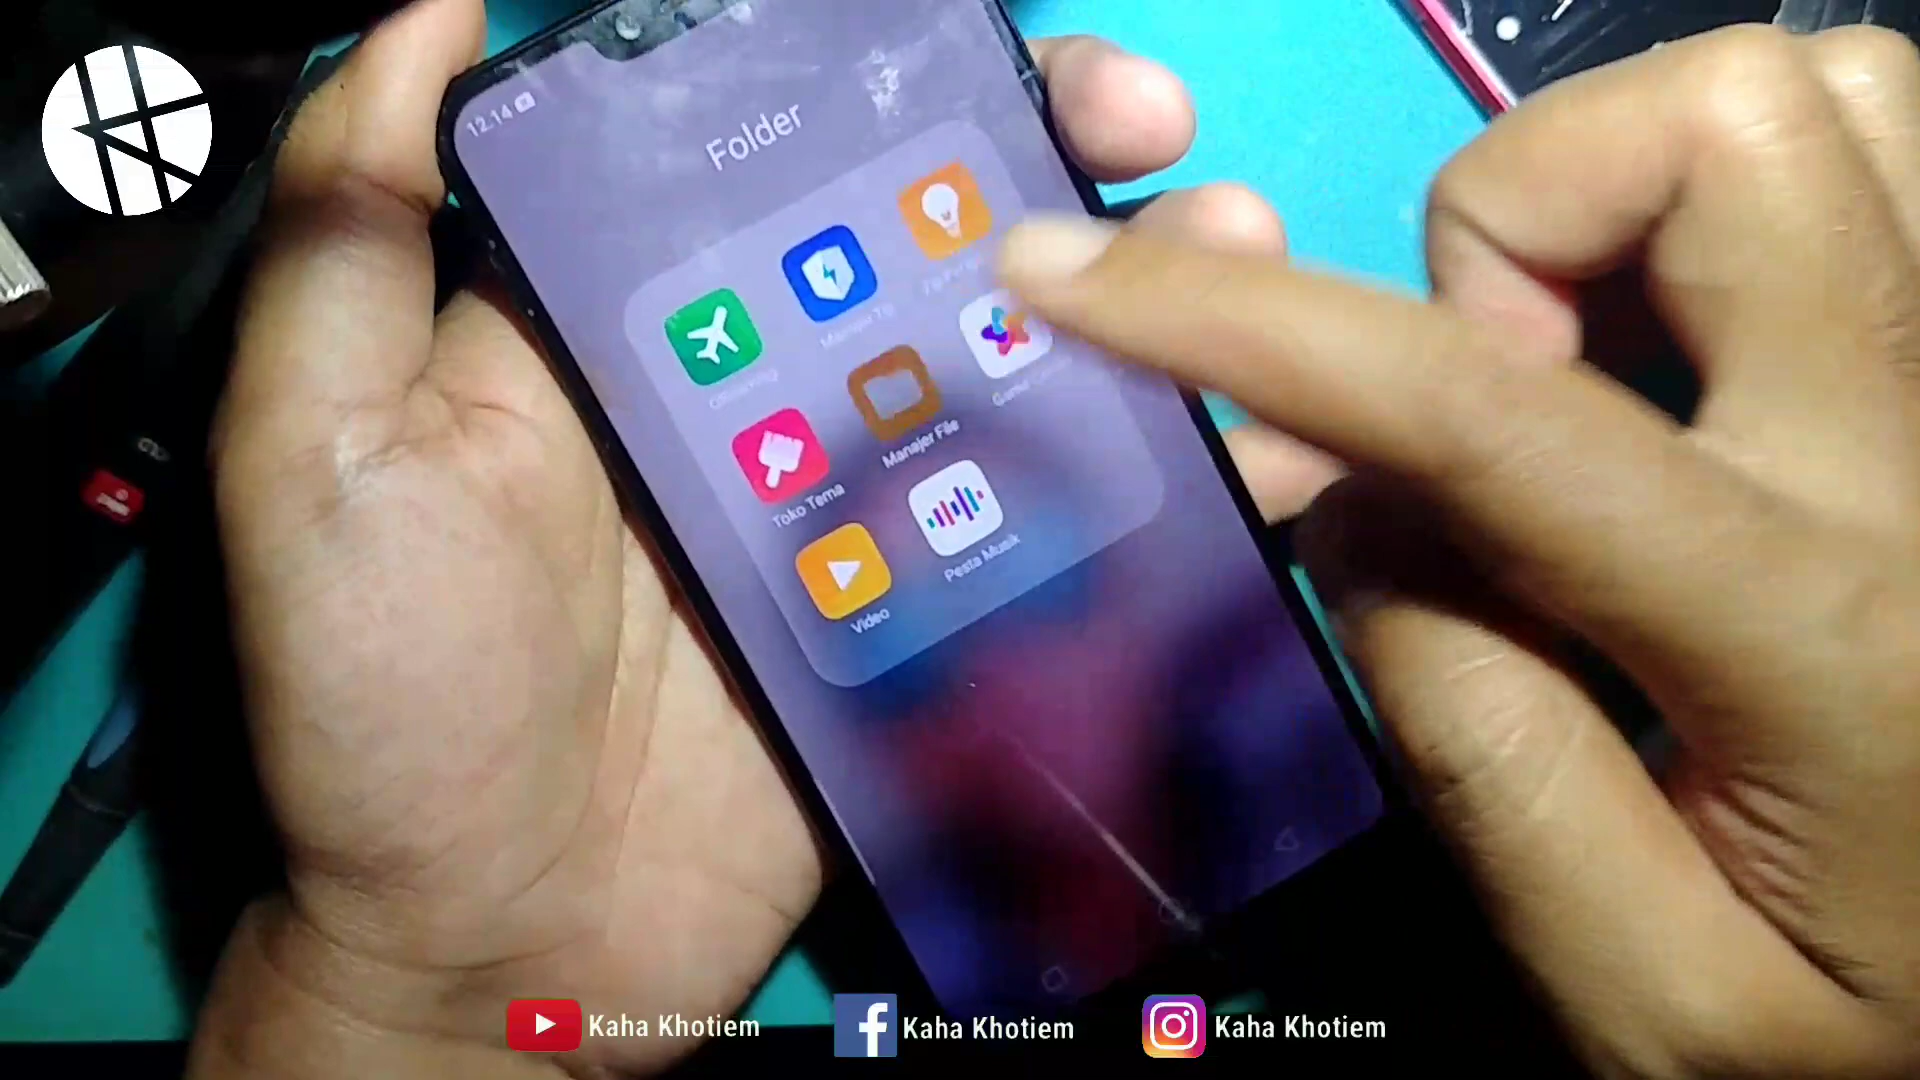 12.14
Folder
Manajer File
Toko Tema
Pesta Musik
Video
Kaha Khotiem
Kaha Khotiem
Kaha Khotiem